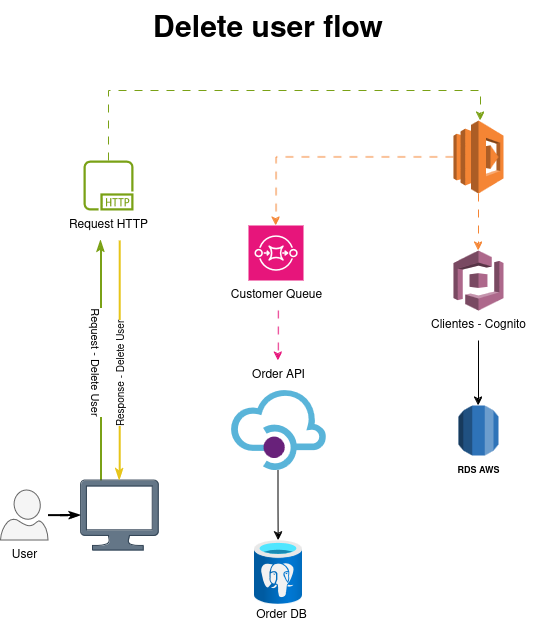 Delete user flow
HTTP
Request HTTP
Customer Queue
Clientes - Cognito
Request - Delete User
Response - Delete User
Order API
RDS AWS
User
Order DB